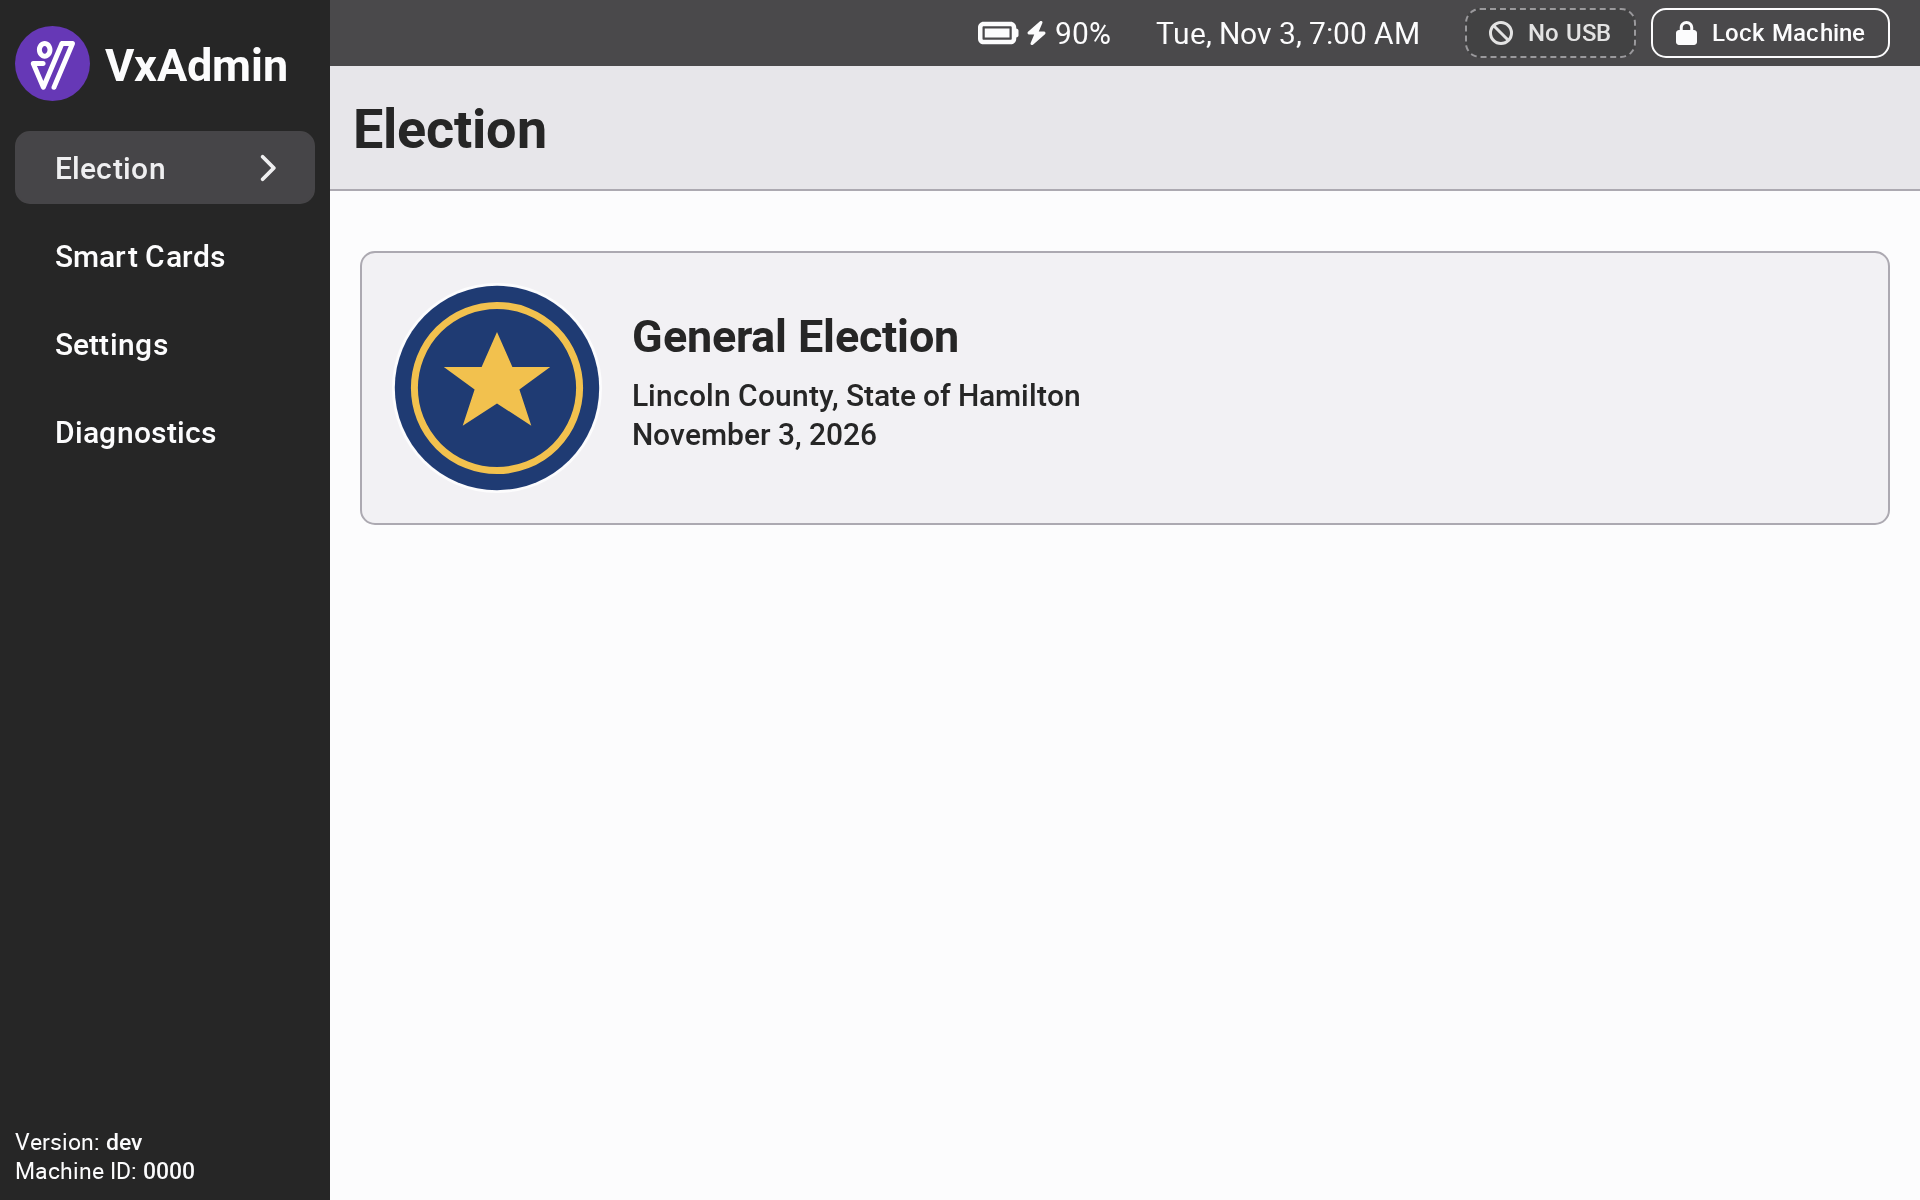 VxAdmin
90%
Tue, Nov 3, 7:00 AM
No USB
Lock Machine
Election
Smart Cards
Settings
Diagnostics
Election
General Election
Lincoln County, State of Hamilton
November 3, 2026
Version: dev
Machine ID: 0000